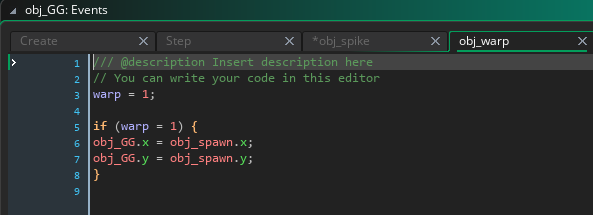 obj_GG: Events
Create
Step
*obj_spike
obj_warp
1 /// @description Insert description here
2 // You can write your code in this editor
3 warp = 1;
4
5 if (warp = 1) {
6 obj_GG.x = obj_spawn.x;
7 obj_GG.y = obj_spawn.y;
8 }
9